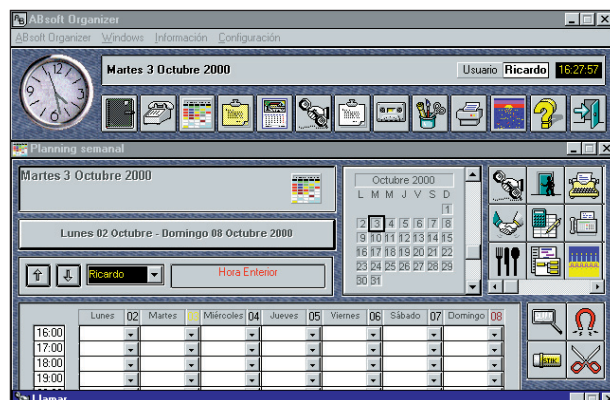 ABsoft Organizer
ABsoft Organizer Windows Información Configuración
12
Martes 3 Octubre 2000
Usuario Ricardo 16:27:57
Planning semanal
Martes 3 Octubre 2000
Lunes 02 Octubre - Domingo 08 Octubre 2000
Ricardo
Hora Enterior
Octubre 2000
L M M J V S D
1
2 3 4 5 6 7 8
9 10 11 12 13 14 15
16 17 18 19 20 21 22
23 24 25 26 27 28 29
30 31
Lunes 02 Martes 03 Miércoles 04 Jueves 05 Viernes 06 Sábado 07 Domingo 08
16:00
17:00
18:00
19:00
STIK
Llamar